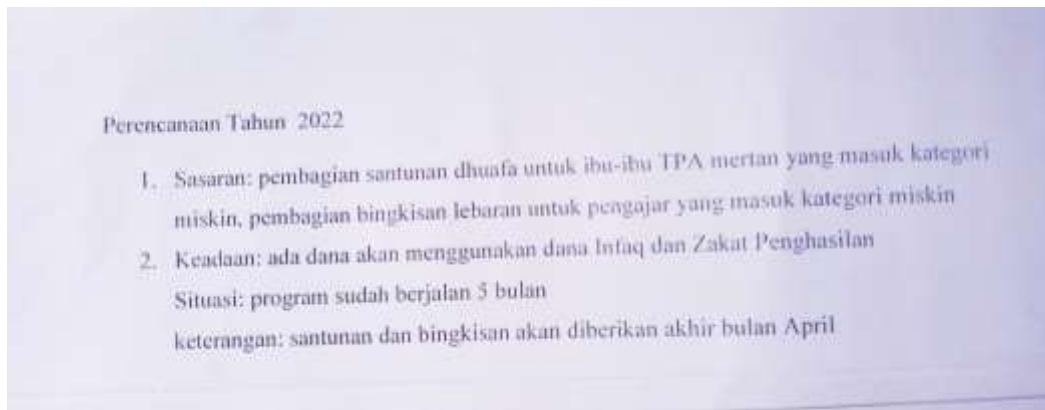 Perencanaan Tahun 2022
1. Sasaran: pembagian santunan dhuafa untuk ibu-ibu TPA mertan yang masuk kategori
miskin, pembagian bingkisan lebaran untuk pengajar yang masuk kategori miskin
2. Keadaan: ada dana akan menggunakan dana Infaq dan Zakat Penghasilan
Situasi: program sudah berjalan 5 bulan
keterangan: santunan dan bingkisan akan diberikan akhir bulan April